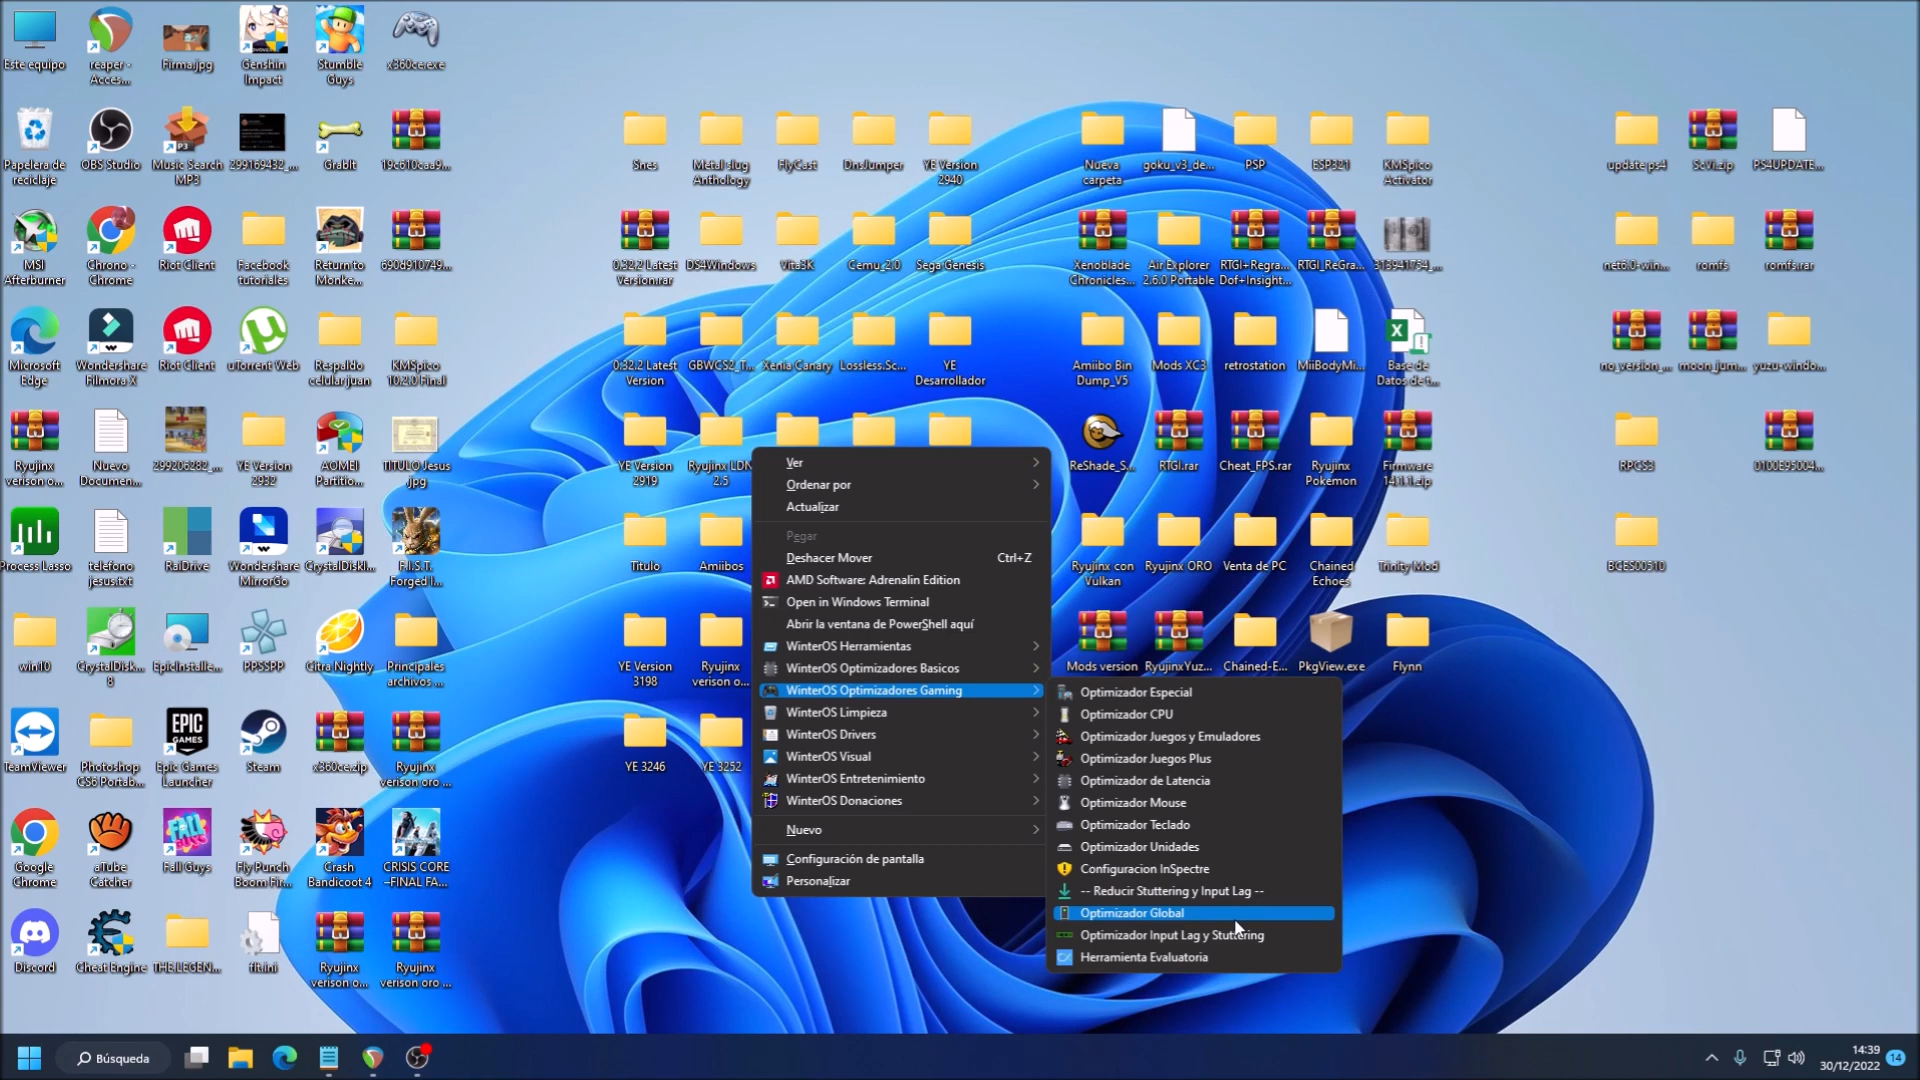 Este equipo
reaper -
Acces...
Firma.jpg
Genshin
Impact
Stumble
Guys
x360ce.exe
Papelera de
reciclaje
OBS Studio
Music Search
MP3
299169432_...
GrabIt
19c610caa9...
Snes
Metal slug
Anthology
FlyCast
DnsJumper
YE Version
2940
Nueva
carpeta
goku_v3_de...
PSP
ESP321
KMSpico
Activator
update ps4
ScVi.zip
PS4UPDATE...
MSI
Afterburner
Chrono -
Chrome
Riot Client
Facebook
tutoriales
Return to
Monke...
690d910749...
0.32.2 Latest
Version.rar
DS4Windows
Vita3K
Cemu_2.0
Sega Genesis
Xenoblade
Chronicles...
Air Explorer
2.6.0 Portable
RTGI+Regra...
Dof+Insight...
RTGI_ReGra...
313941754_...
net6.0-win...
romfs
romfs.rar
Microsoft
Edge
Wondershare
Filmora X
Riot Client
uTorrent Web
Respaldo
celular juan
KMSpico
10.2.0 Final
0.32.2 Latest
Version
GBWCS2_T...
Xenia Canary
Lossless.Sc...
YE
Desarrollador
Amiibo Bin
Dump_V5
Mods XC3
retrostation
MiiBodyMi...
Base de
Datos de t...
no_version_...
moon_jum...
yuzu-windo...
Ryujinx
verison o...
Nuevo
Documen...
299206282_...
YE Version
2932
AOMEI
Partitio...
TITULO Jesus
.jpg
YE Version
2919
Ryujinx LDN
2.5
ReShade_S...
RTGI.rar
Cheat_FPS.rar
Ryujinx
Pokemon
Firmware
14.1.1.zip
RPCS3
0100E95004...
Process Lasso
teléfono
jesus.txt
RaiDrive
Wondershare
MirrorGo
CrystalDiskI...
F.I.S.T.
Forged I...
Titulo
Amiibos
Ryujinx con
Vulkan
Ryujinx ORO
Venta de PC
Chained
Echoes
Trinity Mod
BCES00510
win10
CrystalDisk...
8
EpicInstalle...
PPSSPP
Citra Nightly
Principales
archivos ...
YE Version
3198
Ryujinx
verison o...
Mods version
RyujinxYuz...
Chained-E...
PkgView.exe
Flynn
TeamViewer
Photoshop
CS6 Portab...
EPIC
GAMES
Epic Games
Launcher
Steam
x360ce.zip
Ryujinx
verison oro ...
YE 3246
YE 3252
Google
Chrome
aTube
Catcher
FALL
GUYS
Fall Guys
Fly Punch
Boom Fir...
Crash
Bandicoot 4
CRISIS CORE
–FINAL FA...
Discord
Cheat Engine
THE LEGEN...
fit.ini
Ryujinx
verison o...
Ryujinx
verison oro ...
Ver
Ordenar por
Actualizar
Pegar
Deshacer Mover Ctrl+Z
AMD Software: Adrenalin Edition
Open in Windows Terminal
Abrir la ventana de PowerShell aquí
WinterOS Herramientas
WinterOS Optimizadores Basicos
WinterOS Optimizadores Gaming
WinterOS Limpieza
WinterOS Drivers
WinterOS Visual
WinterOS Entretenimiento
WinterOS Donaciones
Nuevo
Configuración de pantalla
Personalizar
Optimizador Especial
Optimizador CPU
Optimizador Juegos y Emuladores
Optimizador Juegos Plus
Optimizador de Latencia
Optimizador Mouse
Optimizador Teclado
Optimizador Unidades
Configuracion InSpectre
-- Reducir Stuttering y Input Lag --
Optimizador Global
Optimizador Input Lag y Stuttering
Herramienta Evaluatoria
Búsqueda
14:39
30/12/2022
14